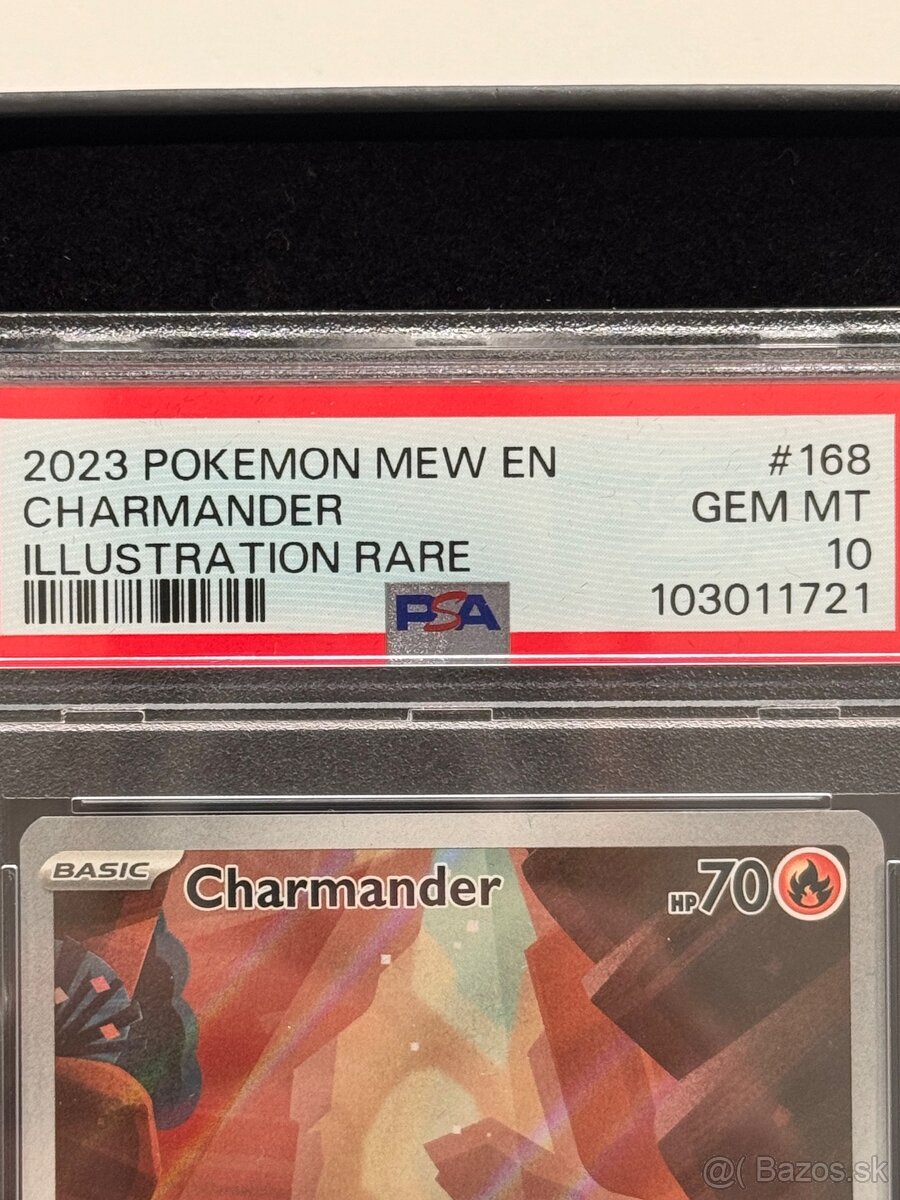 2023 POKEMON MEW EN #168
CHARMANDER GEM MT
ILLUSTRATION RARE 10
PSA 103011721
BASIC Charmander HP70
@( Bazos.sk